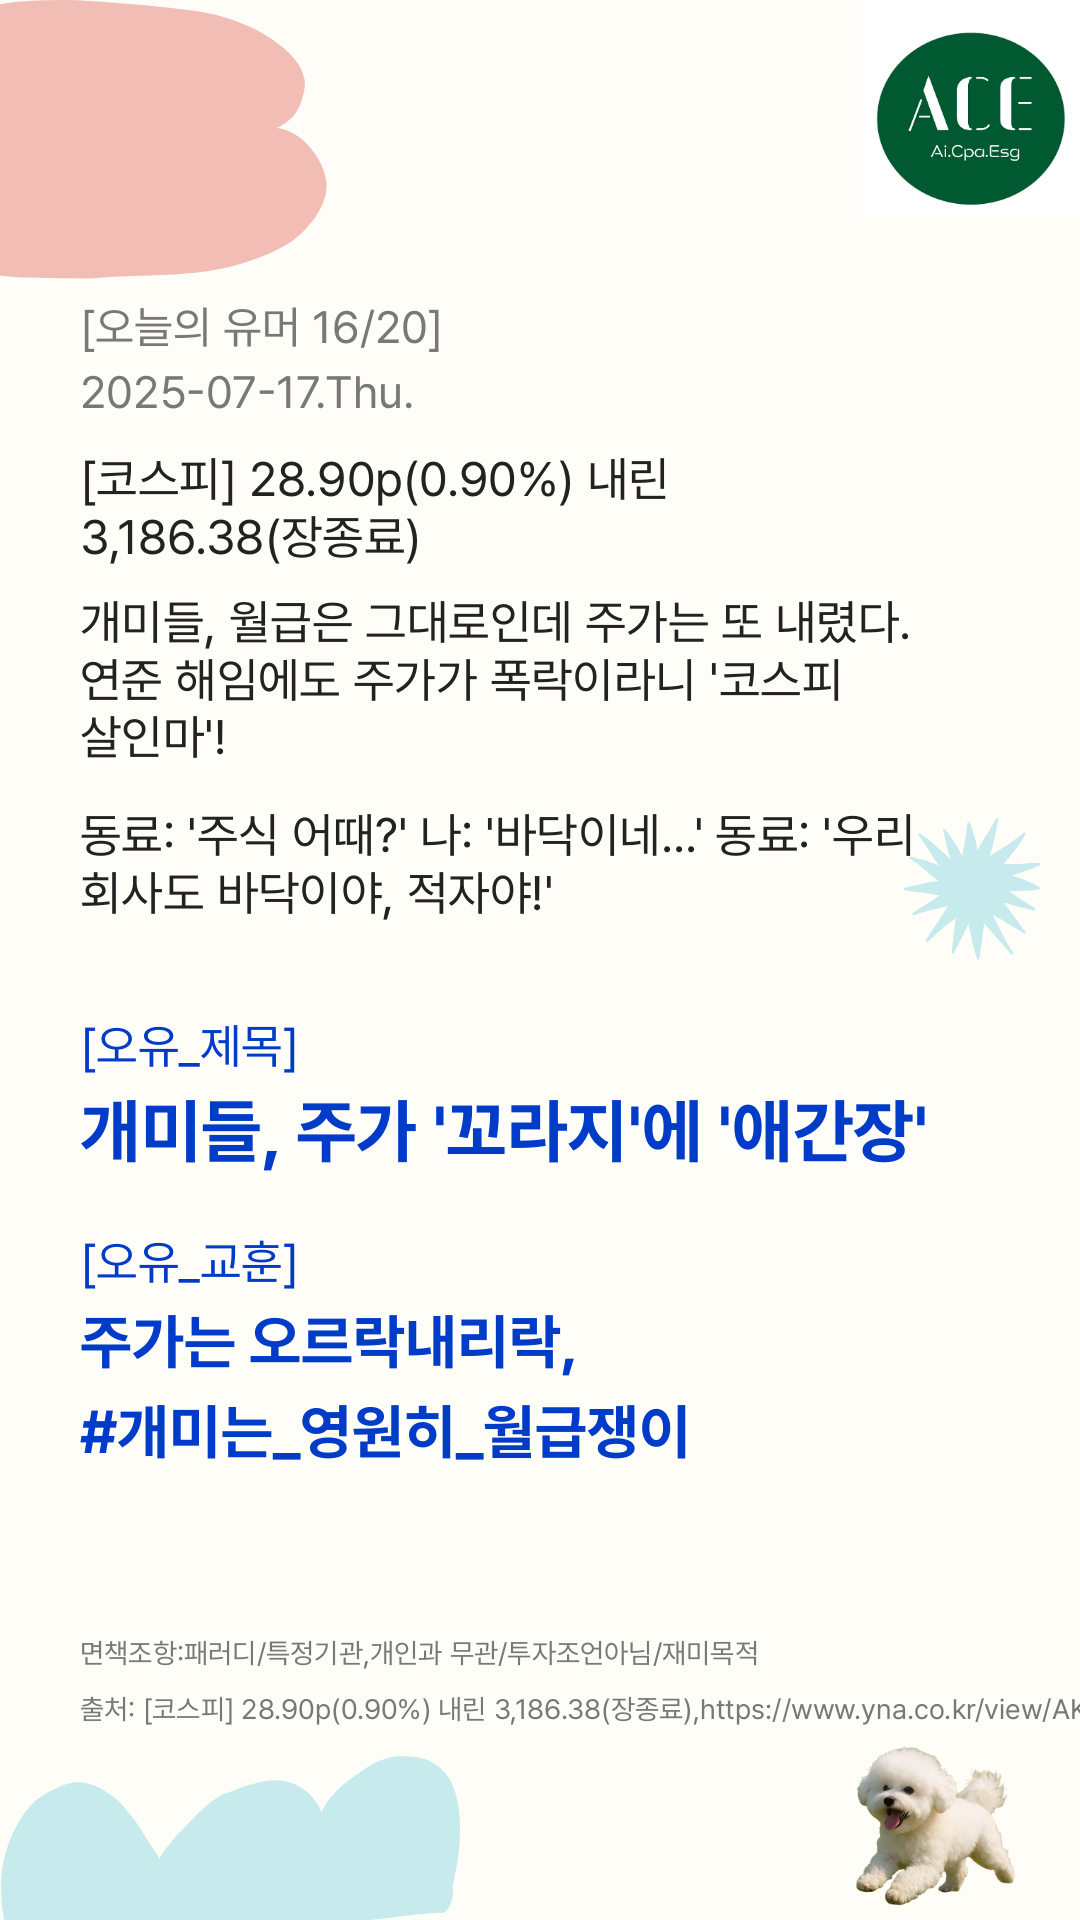 ACE
Ai.Cpa.Esg
[오늘의 유머 16/20]
2025-07-17.Thu.
[코스피] 28.90p(0.90%) 내린
3,186.38(장종료)
개미들, 월급은 그대로인데 주가는 또 내렸다.
연준 해임에도 주가가 폭락이라니 '코스피
살인마'!
동료: '주식 어때?' 나: '바닥이네...' 동료: '우리
회사도 바닥이야, 적자야!'
[오유_제목]
개미들, 주가 '꼬라지'에 '애간장'
[오유_교훈]
주가는 오르락내리락,
#개미는_영원히_월급쟁이
면책조항:패러디/특정기관,개인과 무관/투자조언아님/재미목적
출처: [코스피] 28.90p(0.90%) 내린 3,186.38(장종료),https://www.yna.co.kr/view/AK